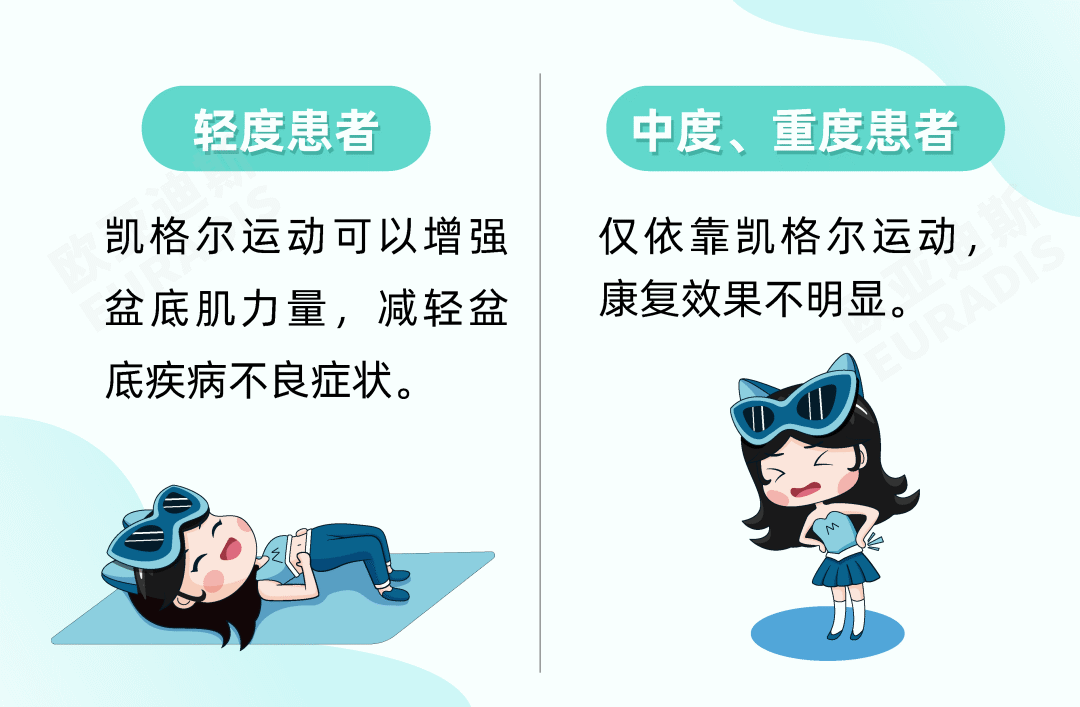 轻度患者
凯格尔运动可以增强
盆底肌力量，减轻盆
底疾病不良症状。
中度、重度患者
仅依靠凯格尔运动，
康复效果不明显。
欧亚迪斯
EURADIS
欧亚迪斯
EURADIS
M
M